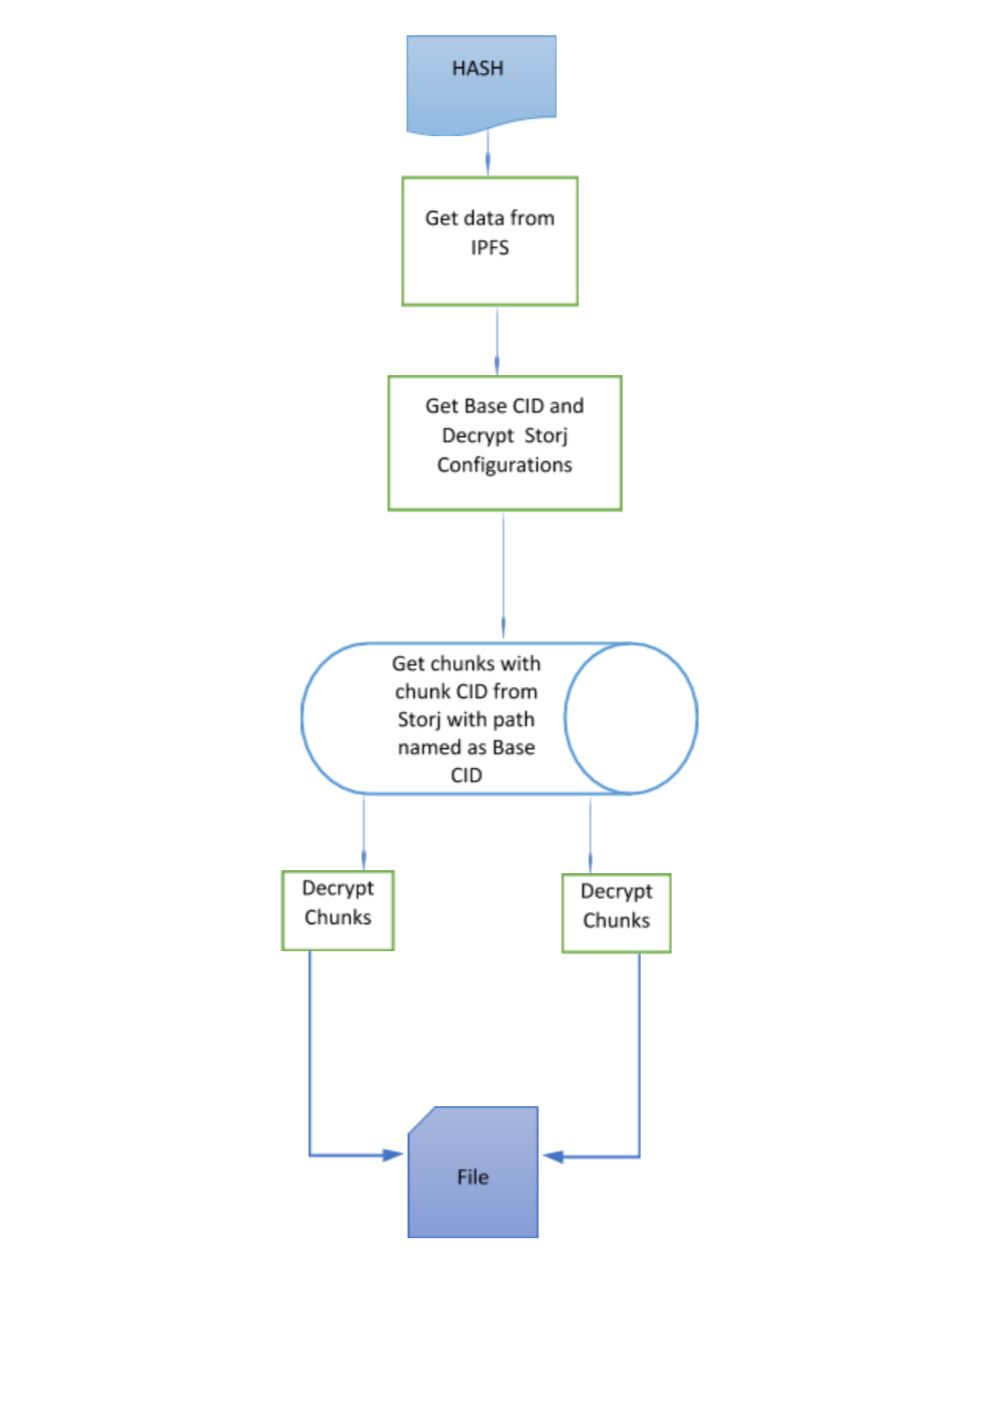 HASH
Get data from
IPFS
Get Base CID and
Decrypt  Storj
Configurations
Get chunks with
chunk CID from
Storj with path
named as Base
CID
Decrypt
Chunks
Decrypt
Chunks
File